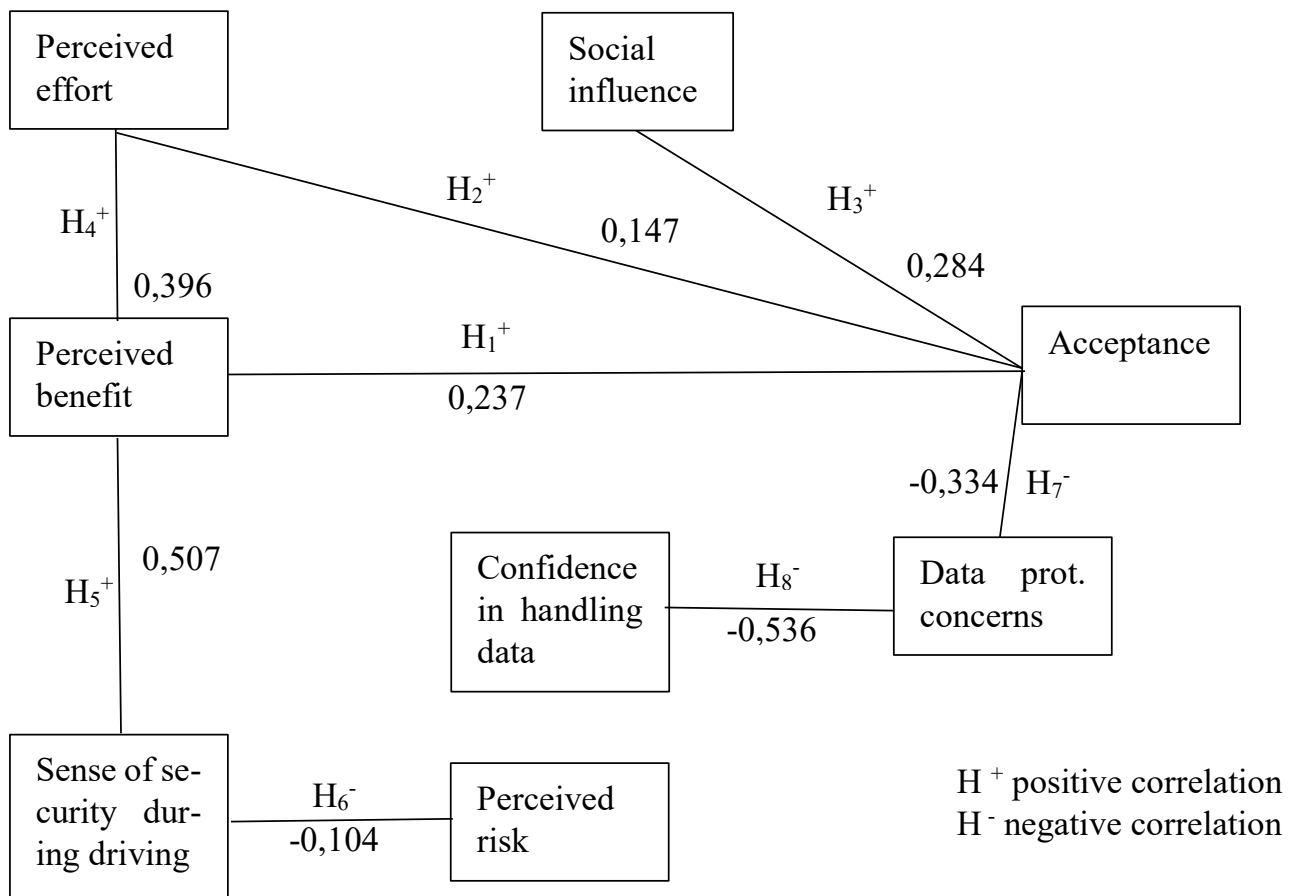 Perceived
effort
Social
influence
H₂⁺
H₃⁺
H₄⁺
0,147
0,284
0,396
Perceived
benefit
H₁⁺
0,237
Acceptance
-0,334
H₇⁻
0,507
H₅⁺
Confidence
in handling
data
H₈⁻
-0,536
Data prot.
concerns
Sense of se-
curity dur-
ing driving
H₆⁻
-0,104
Perceived
risk
H ⁺ positive correlation
H ⁻ negative correlation